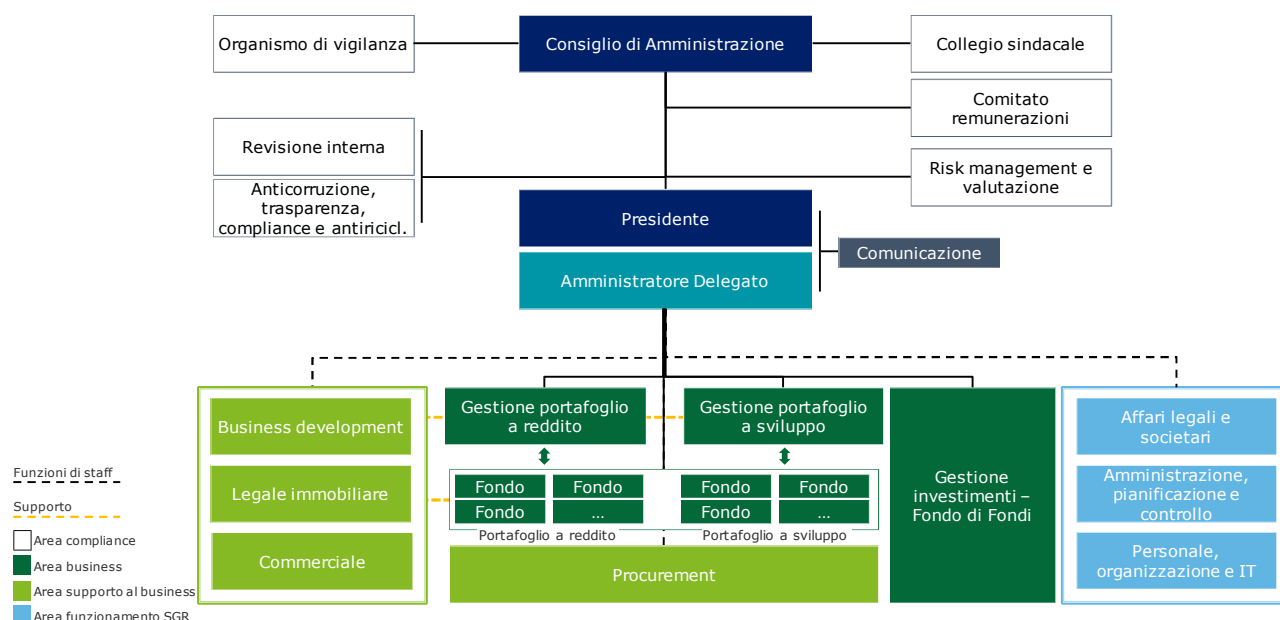 Organismo di vigilanza
Consiglio di Amministrazione
Collegio sindacale
Comitato
remunerazioni
Revisione interna
Risk management e
valutazione
Anticorruzione,
trasparenza,
compliance e antiricicl.
Presidente
Comunicazione
Amministratore Delegato
Business development
Legale immobiliare
Commerciale
Gestione portafoglio
a reddito
Gestione portafoglio
a sviluppo
Fondo
Fondo
Fondo
...
Portafoglio a reddito
Fondo
Fondo
Fondo
...
Portafoglio a sviluppo
Procurement
Gestione
investimenti –
Fondo di Fondi
Affari legali e
societari
Amministrazione,
pianificazione e
controllo
Personale,
organizzazione e IT
Funzioni di staff
Supporto
Area compliance
Area business
Area supporto al business
Area funzionamento SGR